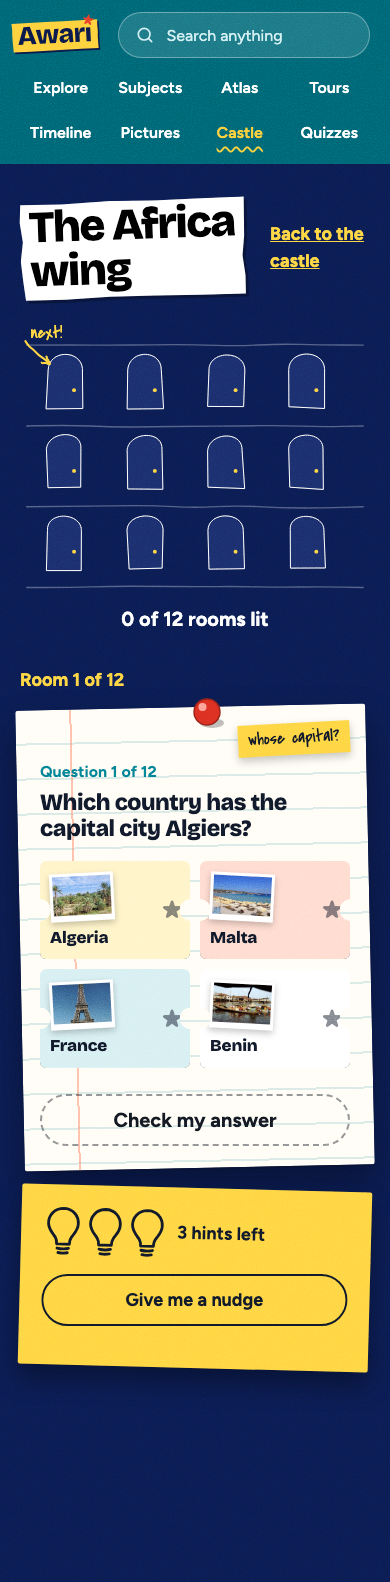 Awari
Search anything
Explore Subjects Atlas Tours
Timeline Pictures Castle Quizzes
The Africa
wing
Back to the
castle
next!
0 of 12 rooms lit
Room 1 of 12
whose capital?
Question 1 of 12
Which country has the
capital city Algiers?
Algeria
Malta
France
Benin
Check my answer
3 hints left
Give me a nudge